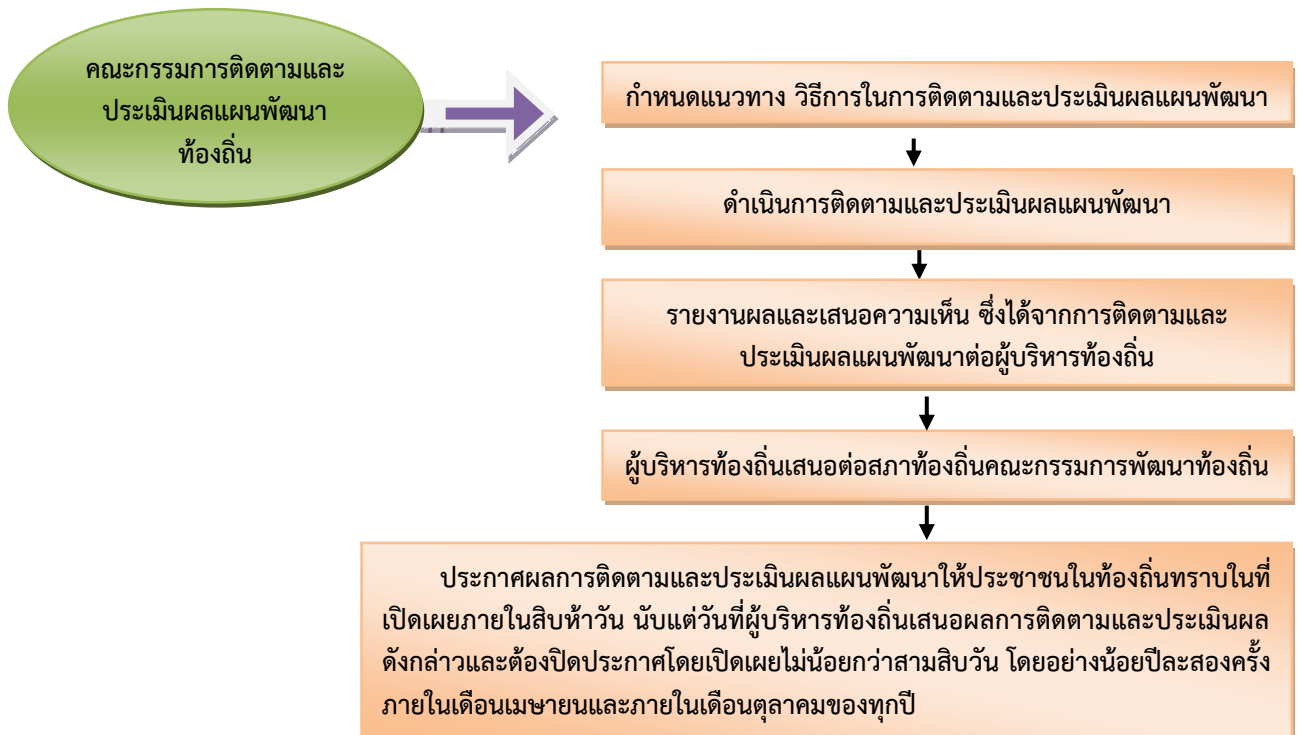 คณะกรรมการติดตามและ
ประเมินผลแผนพัฒนา
ท้องถิ่น
กำหนดแนวทาง วิธีการในการติดตามและประเมินผลแผนพัฒนา
ดำเนินการติดตามและประเมินผลแผนพัฒนา
รายงานผลและเสนอความเห็น ซึ่งได้จากการติดตามและ
ประเมินผลแผนพัฒนาต่อผู้บริหารท้องถิ่น
ผู้บริหารท้องถิ่นเสนอต่อสภาท้องถิ่นคณะกรรมการพัฒนาท้องถิ่น
ประกาศผลการติดตามและประเมินผลแผนพัฒนาให้ประชาชนในท้องถิ่นทราบในที่
เปิดเผยภายในสิบห้าวัน นับแต่วันที่ผู้บริหารท้องถิ่นเสนอผลการติดตามและประเมินผล
ดังกล่าวและต้องปิดประกาศโดยเปิดเผยไม่น้อยกว่าสามสิบวัน โดยอย่างน้อยปีละสองครั้ง
ภายในเดือนเมษายนและภายในเดือนตุลาคมของทุกปี